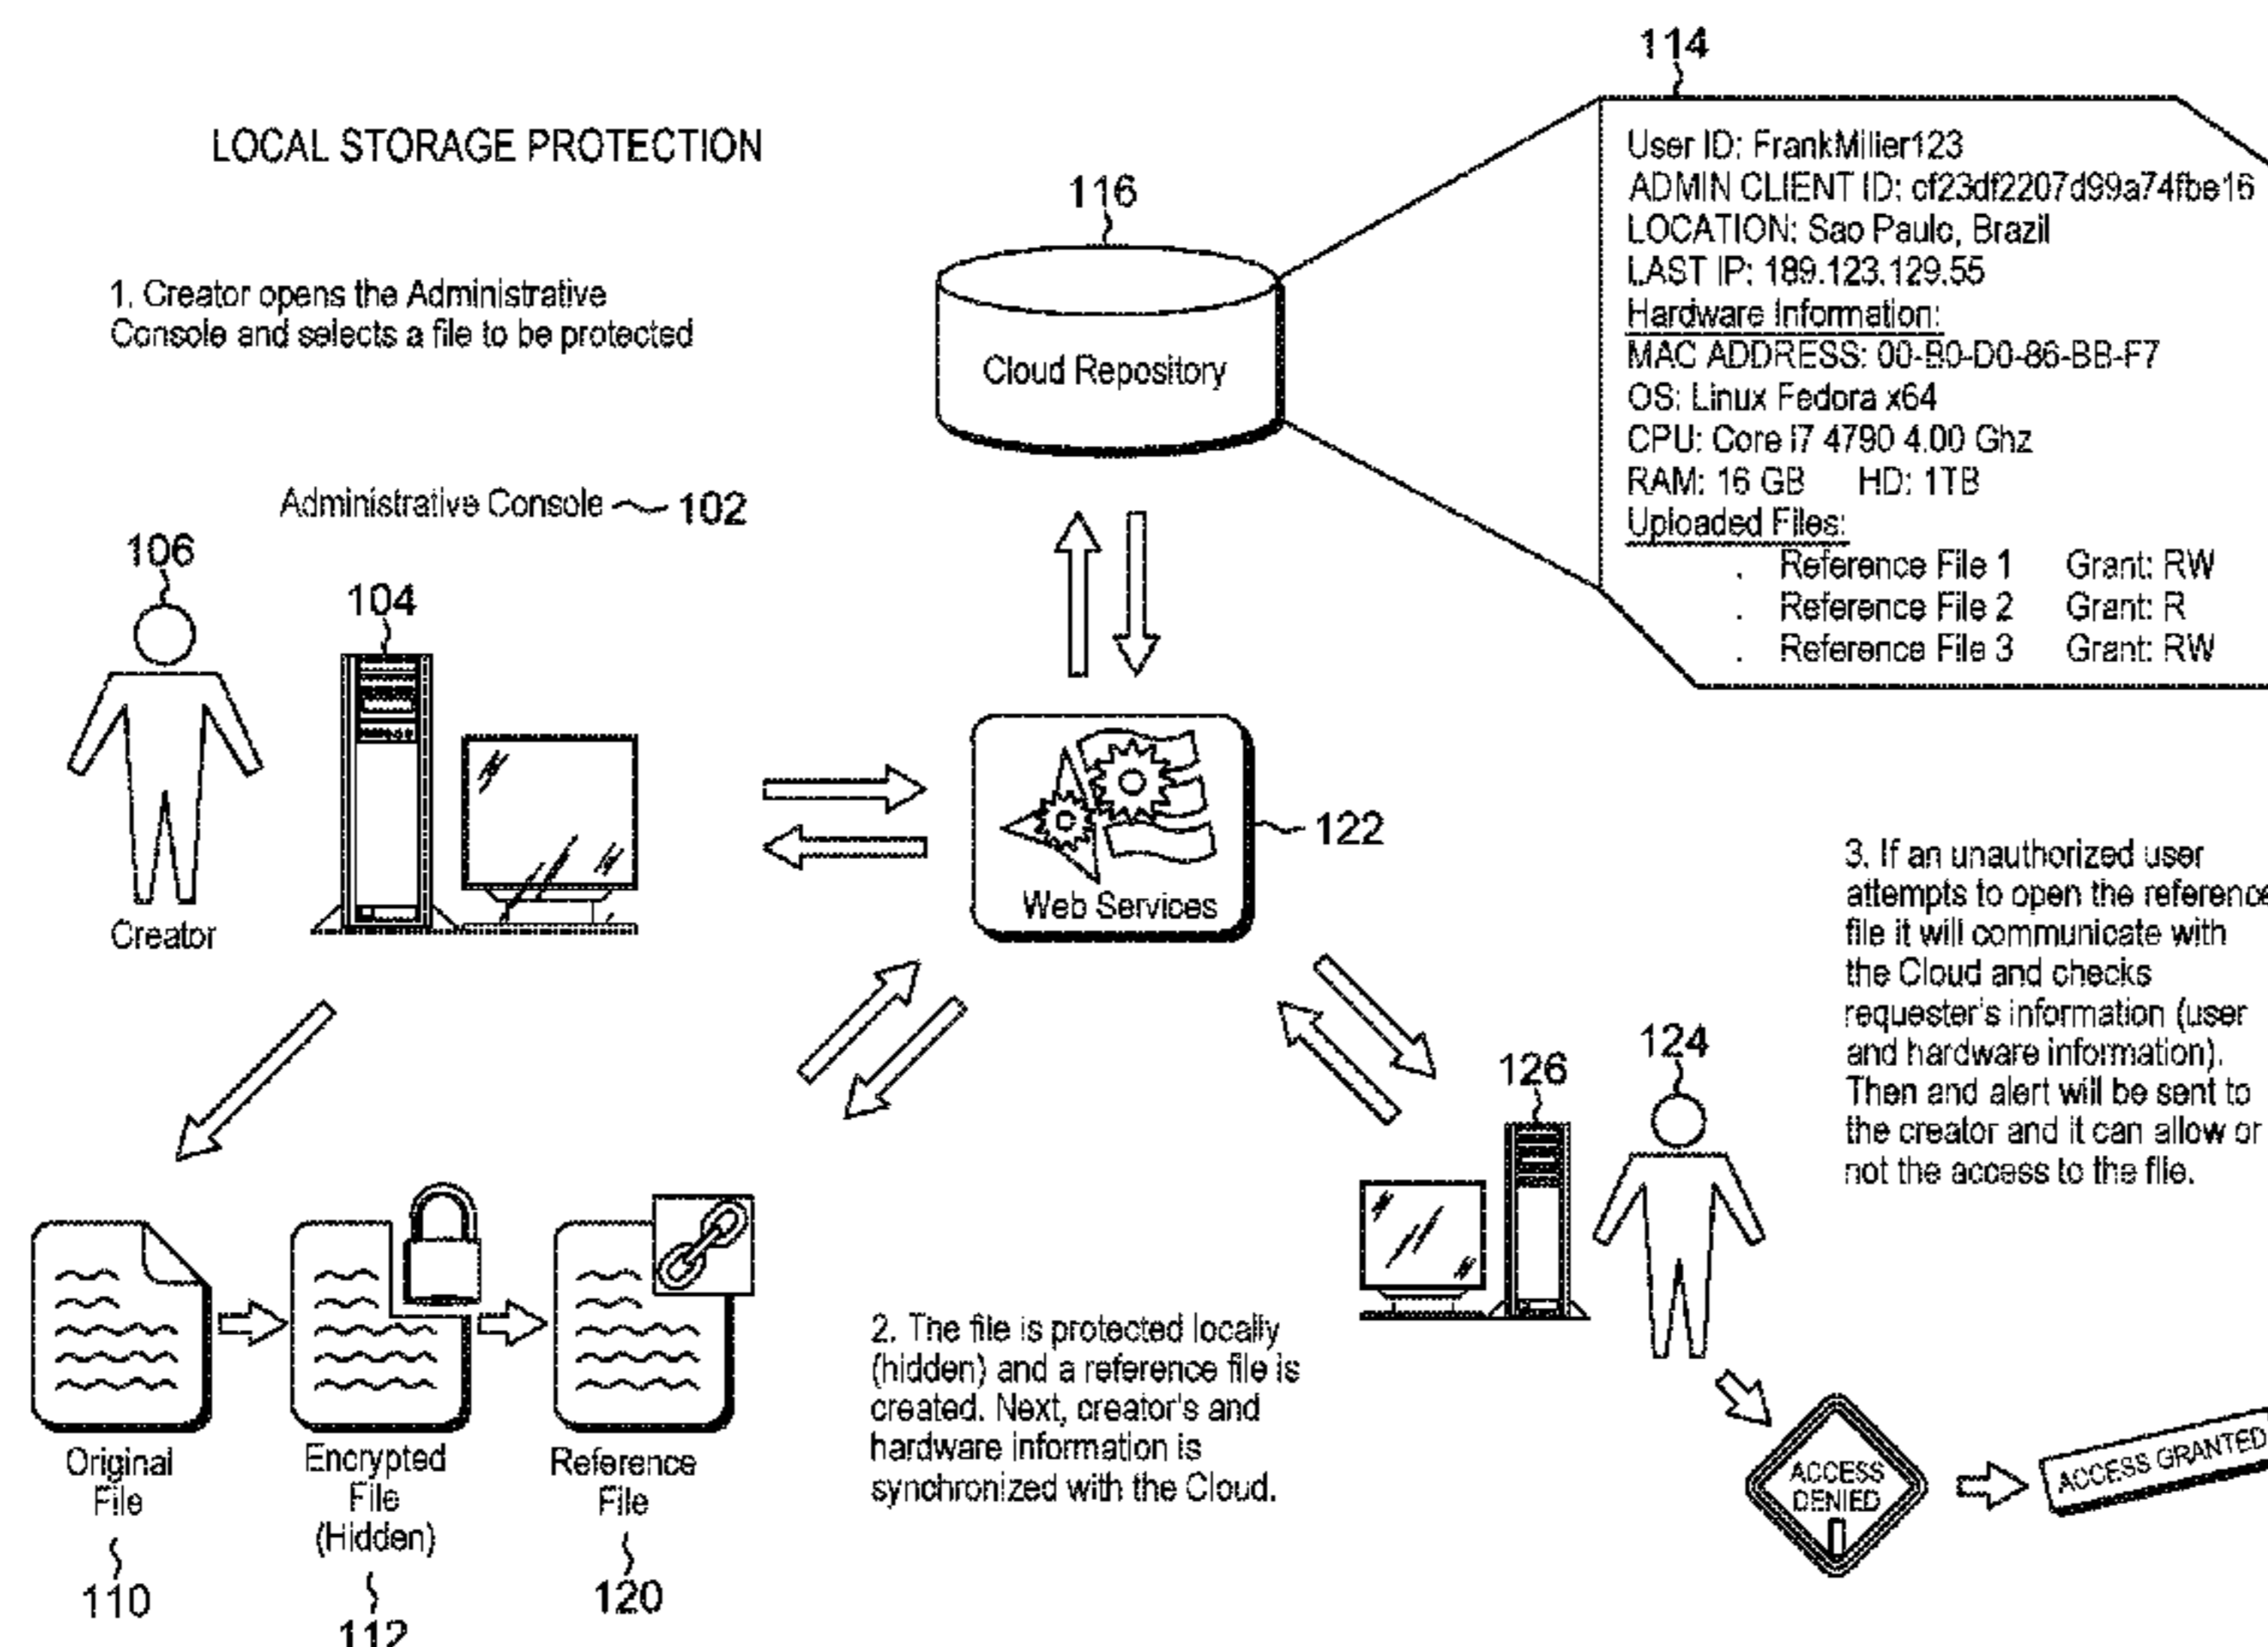 LOCAL STORAGE PROTECTION
1. Creator opens the Administrative
Console and selects a file to be protected
Administrative Console 102
106
104
Creator
116
Cloud Repository
114
User ID: FrankMiller123
ADMIN CLIENT ID: cf23df2207d99a74fbe16
LOCATION: Sao Paulo, Brazil
LAST IP: 189.123.129.55
Hardware Information:
MAC ADDRESS: 00-B0-D0-86-BB-F7
OS: Linux Fedora x64
CPU: Core i7 4790 4.00 Ghz
RAM: 16 GB HD: 1TB
Uploaded Files:
. Reference File 1 Grant: RW
. Reference File 2 Grant: R
. Reference File 3 Grant: RW
Web Services
122
3. If an unauthorized user
attempts to open the reference
file it will communicate with
the Cloud and checks
requester's information (user
and hardware information).
Then and alert will be sent to
the creator and it can allow or
not the access to the file.
126
124
ACCESS
DENIED
ACCESS GRANTED
2. The file is protected locally
(hidden) and a reference file is
created. Next, creator's and
hardware information is
synchronized with the Cloud.
Original
File
110
Encrypted
File
(Hidden)
112
Reference
File
120